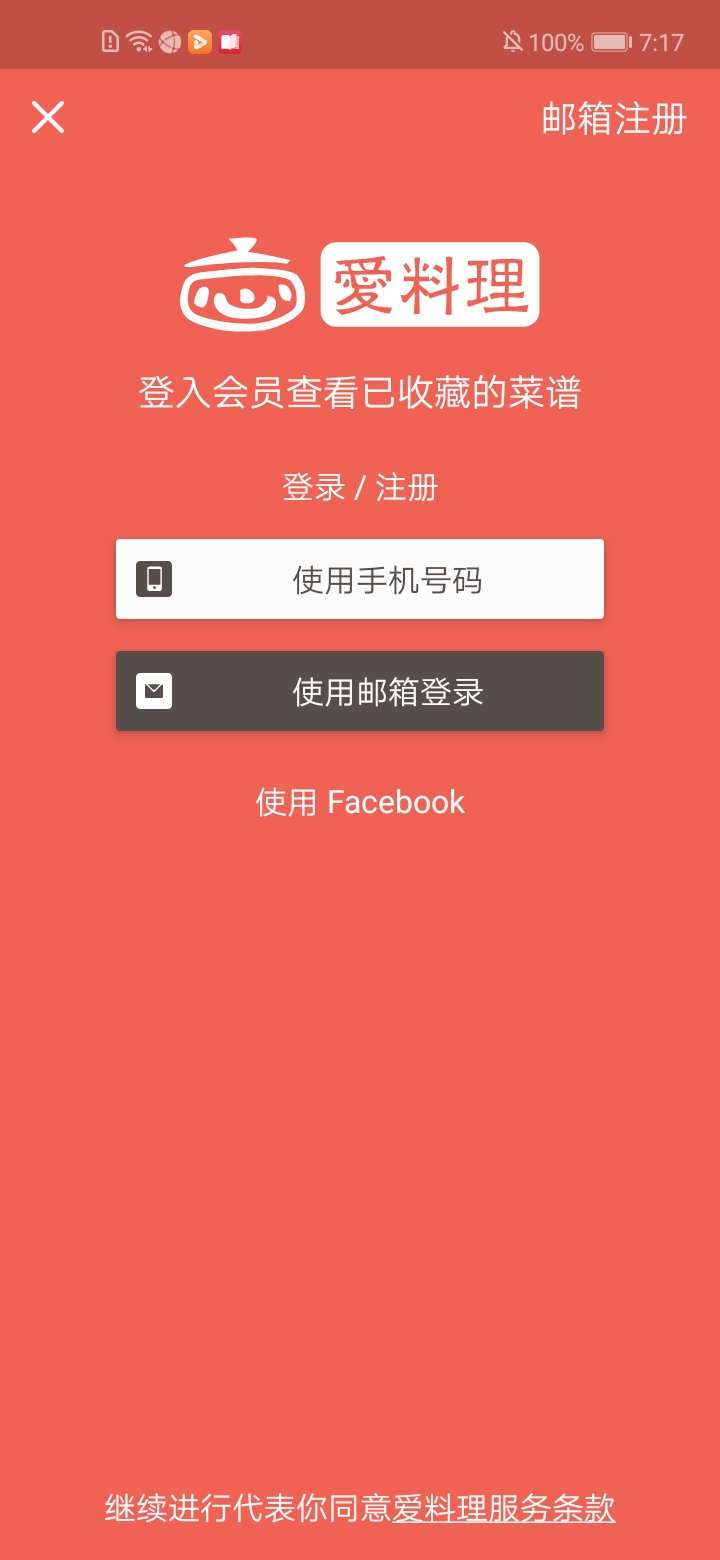 100% 7:17
邮箱注册
愛料理
登入会员查看已收藏的菜谱
登录 / 注册
使用手机号码
使用邮箱登录
使用 Facebook
继续进行代表你同意爱料理服务条款